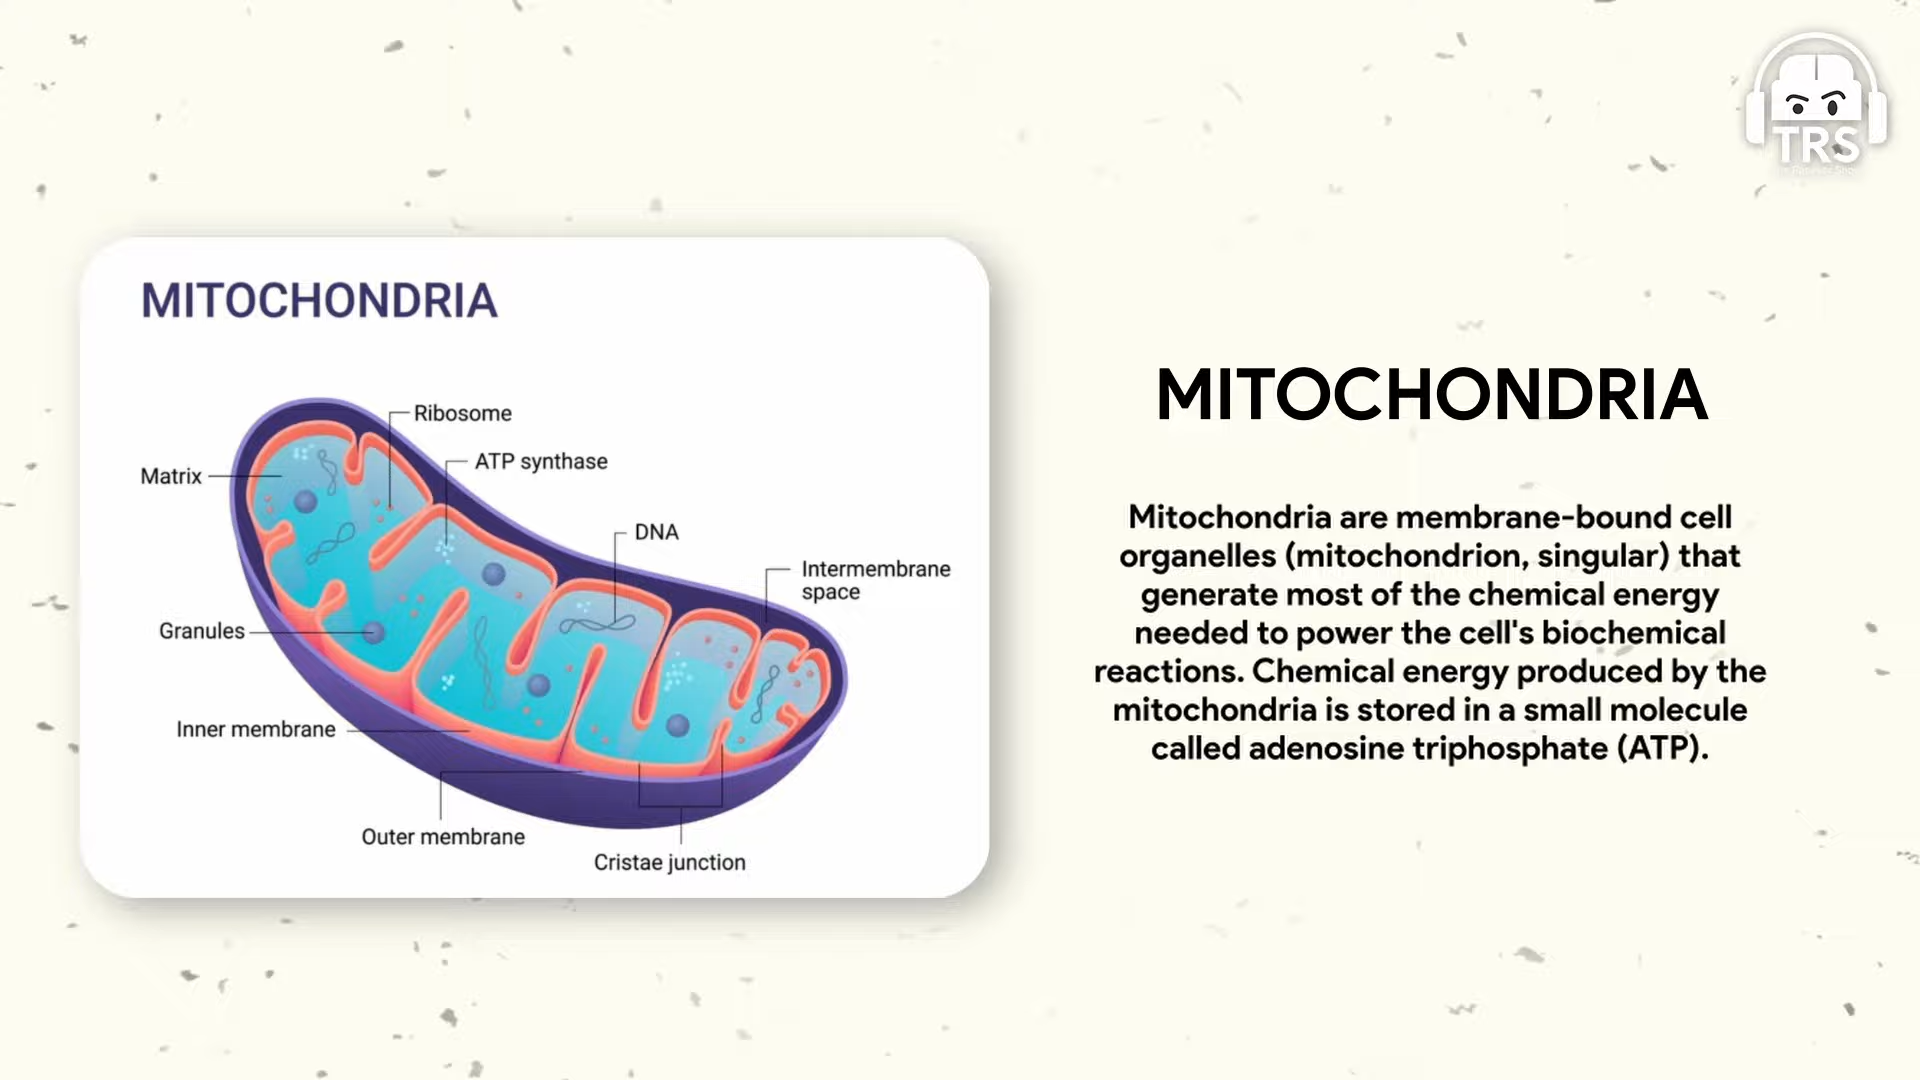 TRS
MITOCHONDRIA
Ribosome
ATP synthase
Matrix
DNA
Intermembrane
space
Granules
Inner membrane
Outer membrane
Cristae junction
MITOCHONDRIA
Mitochondria are membrane-bound cell
organelles (mitochondrion, singular) that
generate most of the chemical energy
needed to power the cell's biochemical
reactions. Chemical energy produced by the
mitochondria is stored in a small molecule
called adenosine triphosphate (ATP).